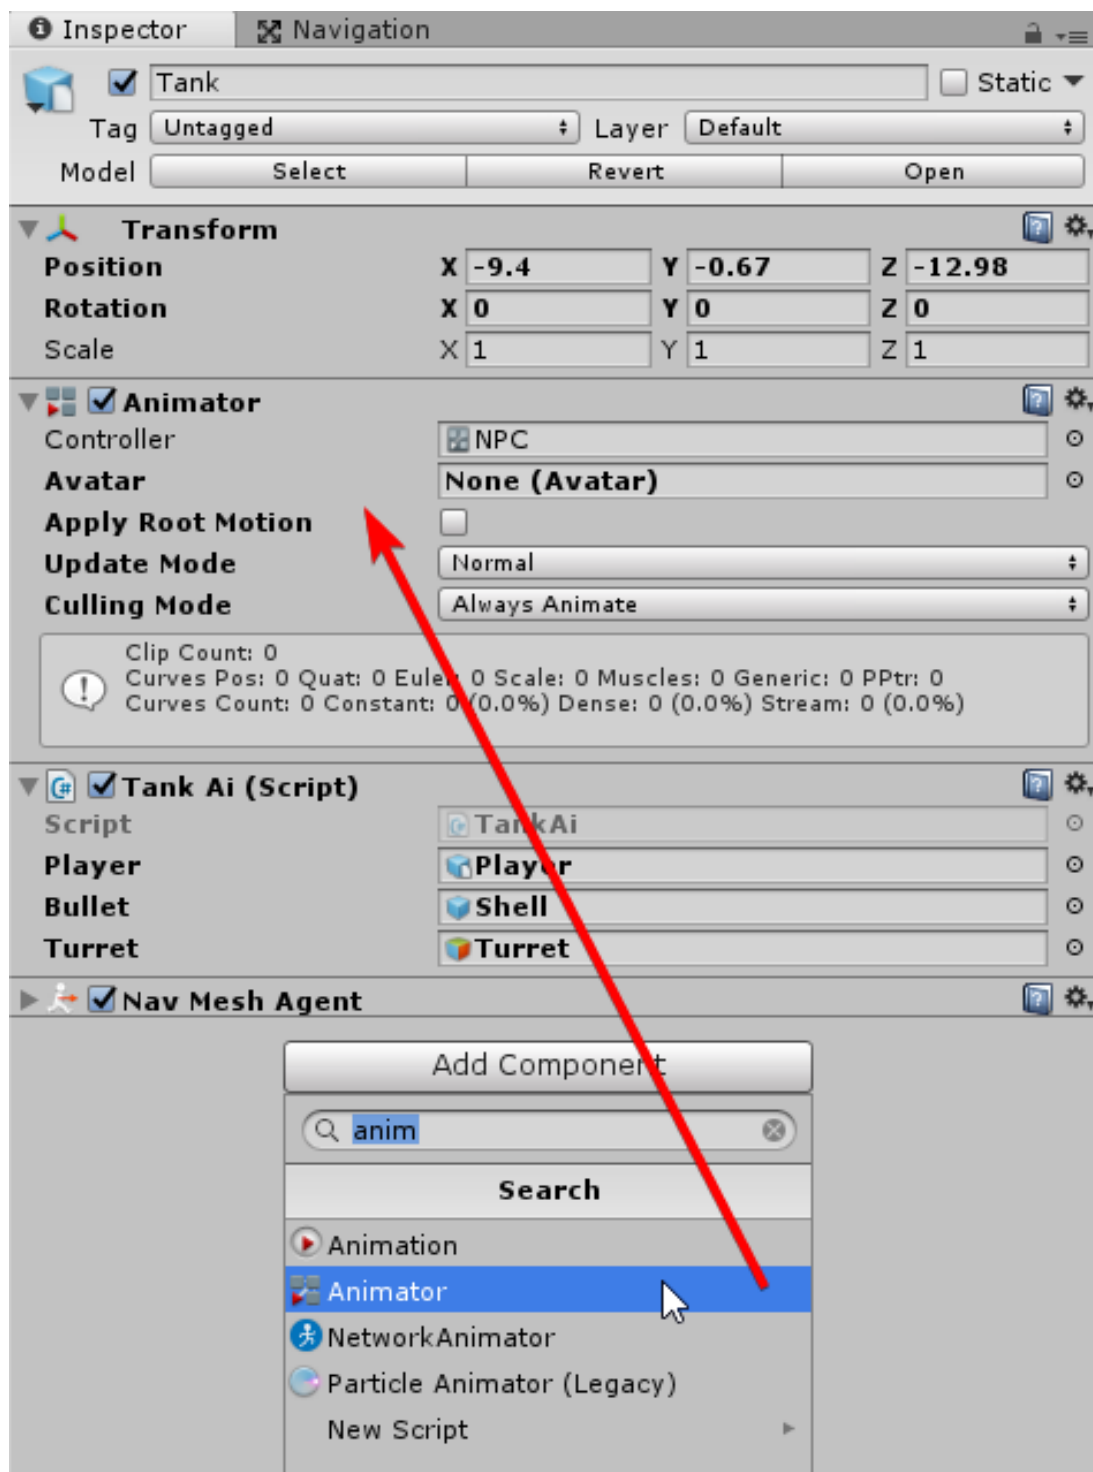 Inspector Navigation
Tank Static
Tag Untagged Layer Default
Model Select Revert Open
Transform
Position X -9.4 Y -0.67 Z -12.98
Rotation X 0 Y 0 Z 0
Scale X 1 Y 1 Z 1
Animator
Controller NPC
Avatar None (Avatar)
Apply Root Motion
Update Mode Normal
Culling Mode Always Animate
Clip Count: 0
Curves Pos: 0 Quat: 0 Euler: 0 Scale: 0 Muscles: 0 Generic: 0 PPtr: 0
Curves Count: 0 Constant: 0 (0.0%) Dense: 0 (0.0%) Stream: 0 (0.0%)
Tank Ai (Script)
Script TankAi
Player Player
Bullet Shell
Turret Turret
Nav Mesh Agent
Add Component
anim
Search
Animation
Animator
NetworkAnimator
Particle Animator (Legacy)
New Script